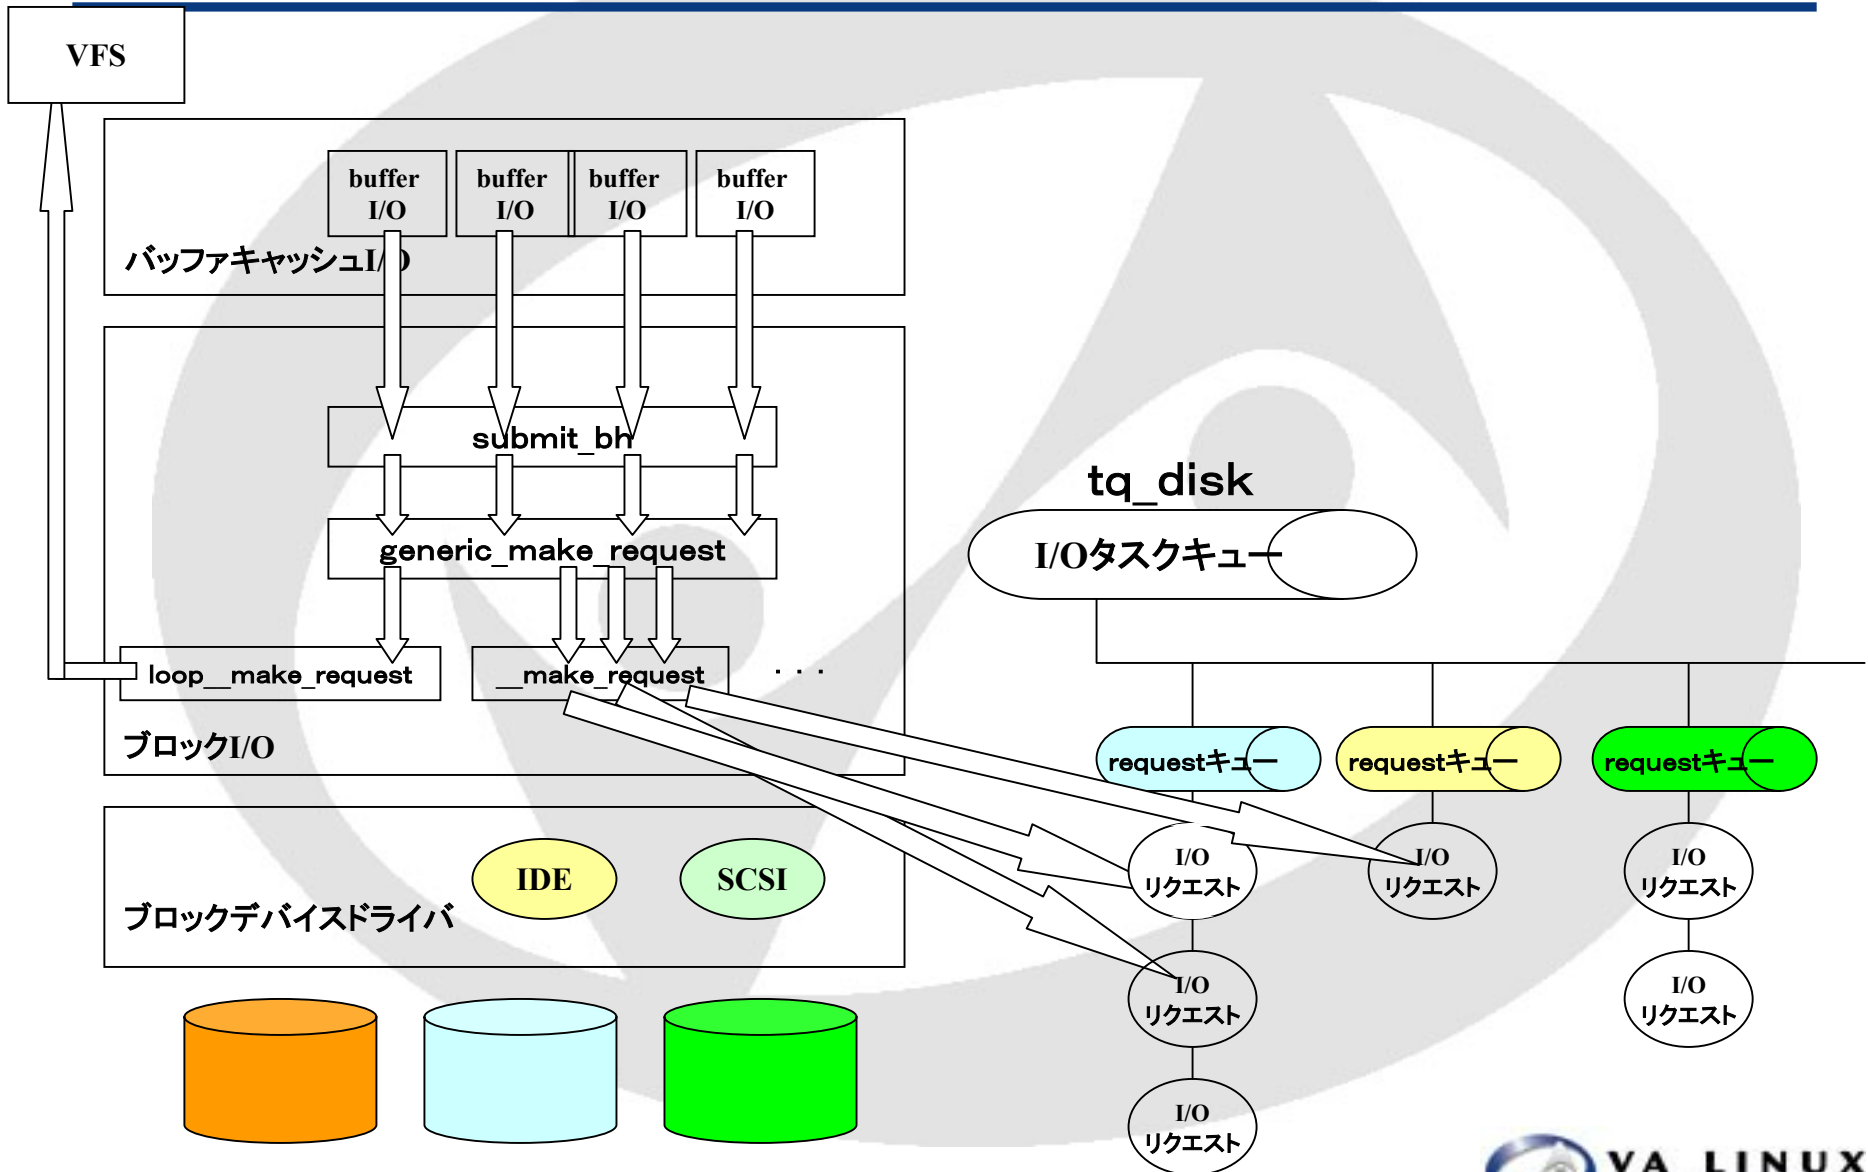 VFS
buffer
I/O
buffer
I/O
buffer
I/O
buffer
I/O
バッファキャッシュI/O
submit_bh
generic_make_request
loop__make_request
__make_request
. . .
ブロックI/O
tq_disk
I/Oタスクキュー
requestキュー
requestキュー
requestキュー
I/O
リクエスト
I/O
リクエスト
I/O
リクエスト
I/O
リクエスト
I/O
リクエスト
I/O
リクエスト
IDE
SCSI
ブロックデバイスドライバ
VA LINUX